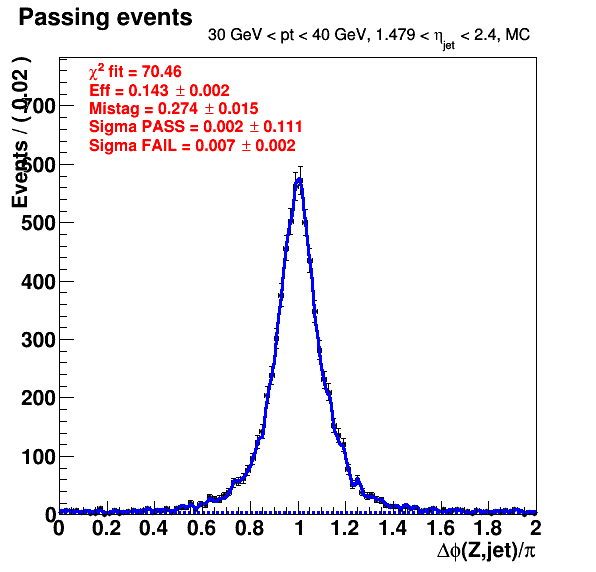 Passing events
30 GeV < pt < 40 GeV, 1.479 < η_jet < 2.4, MC
χ² fit = 70.46
Eff = 0.143 ± 0.002
Mistag = 0.274 ± 0.015
Sigma PASS = 0.002 ± 0.111
Sigma FAIL = 0.007 ± 0.002
Events / ( 0.02 )
700
600
500
400
300
200
100
0
0 0.2 0.4 0.6 0.8 1 1.2 1.4 1.6 1.8 2
Δϕ(Z,jet)/π